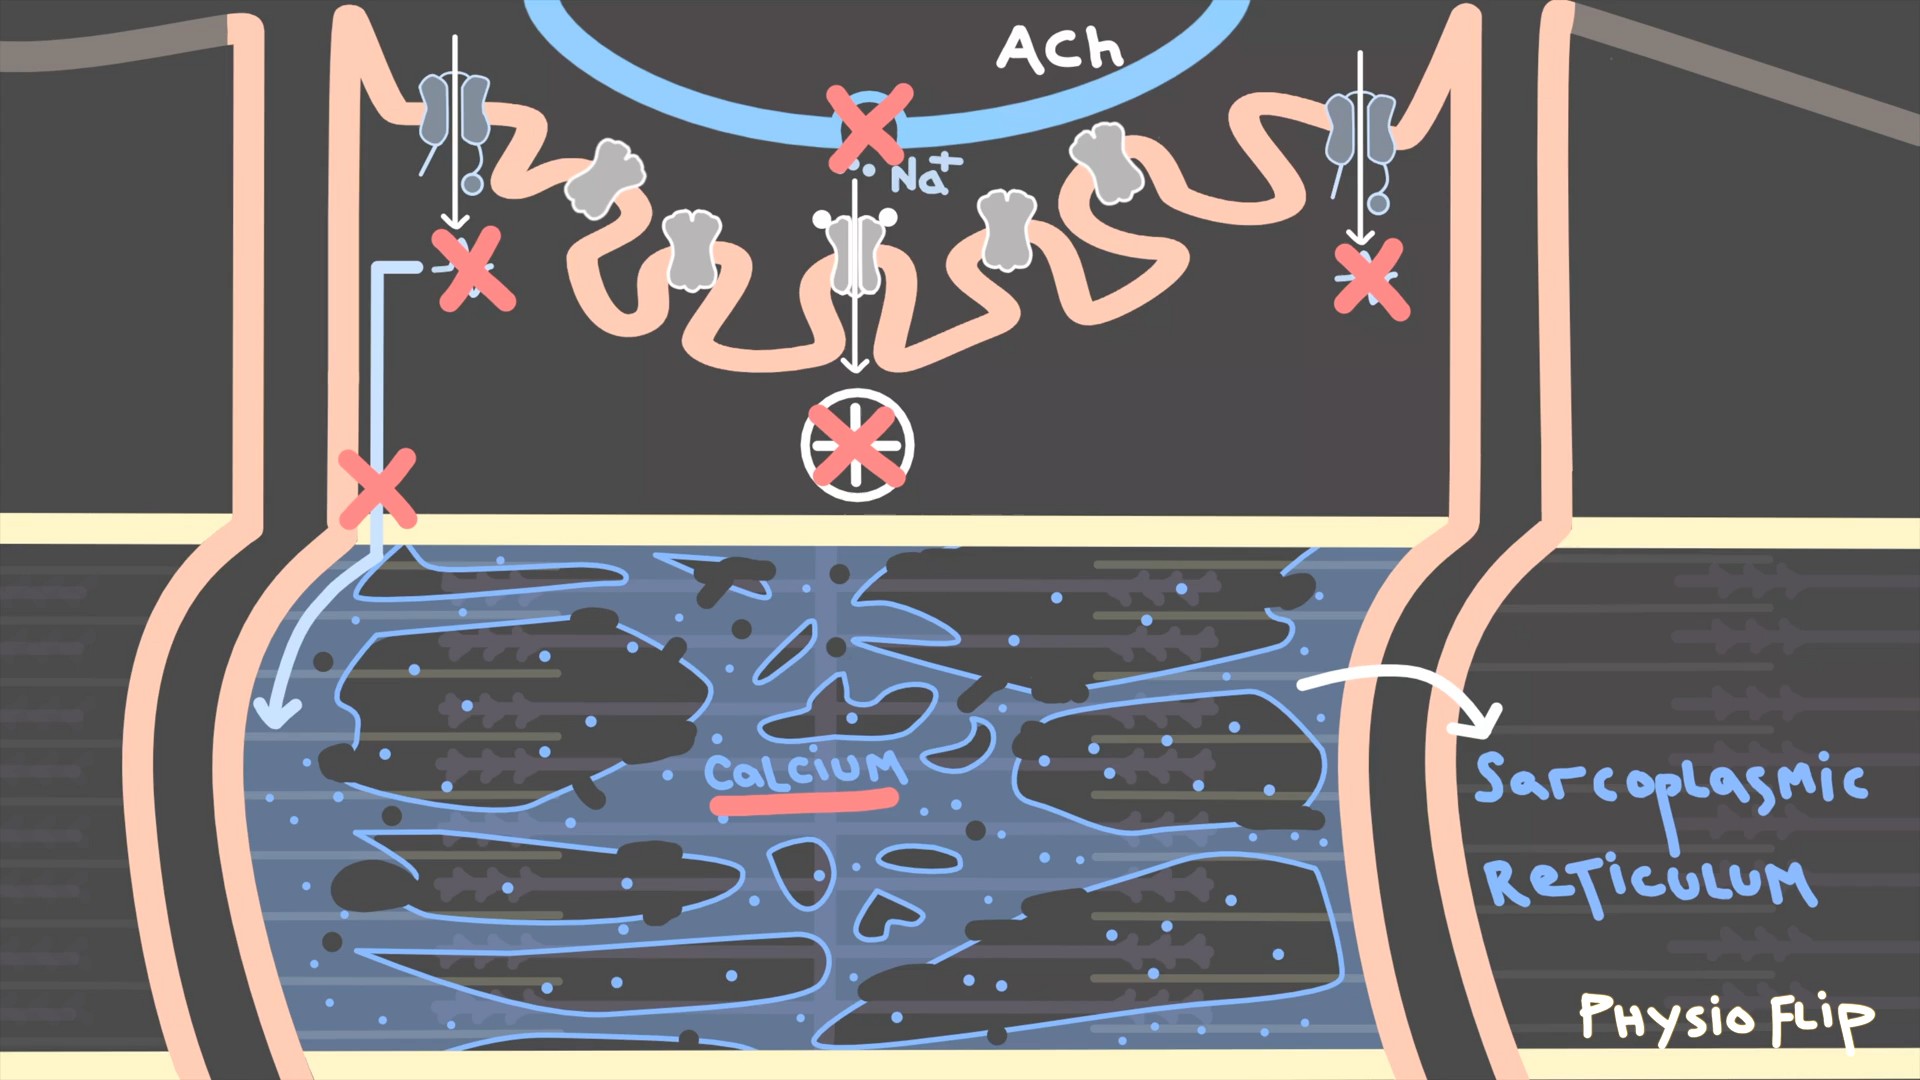 ACh
Na+
CALCIUM
Sarcoplasmic
ReTiCULUM
PHysio FLip